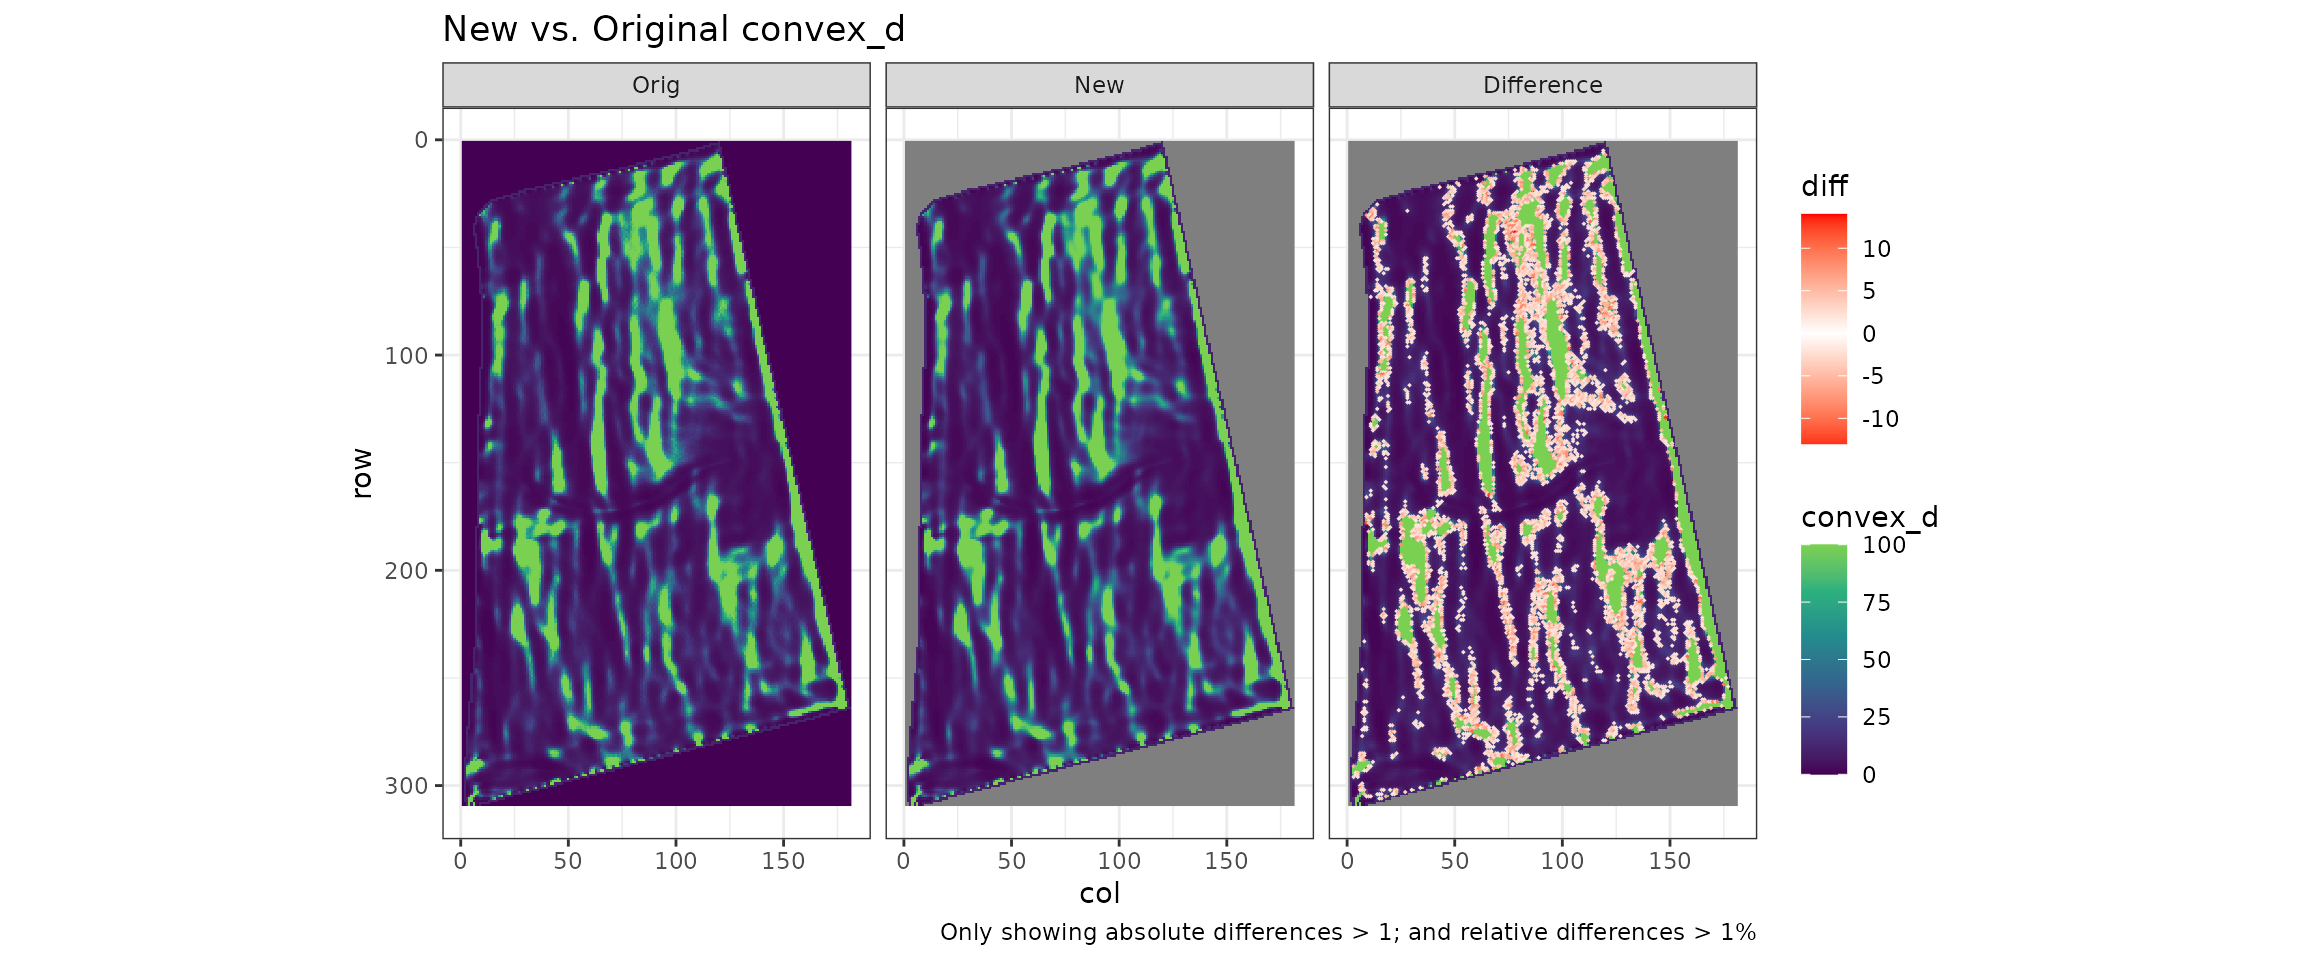 New vs. Original convex_d
Orig New Difference
0
100
200
300
row
0 50 100 150
0 50 100 150
0 50 100 150
col
Only showing absolute differences > 1; and relative differences > 1%
diff
10
5
0
-5
-10
convex_d
100
75
50
25
0